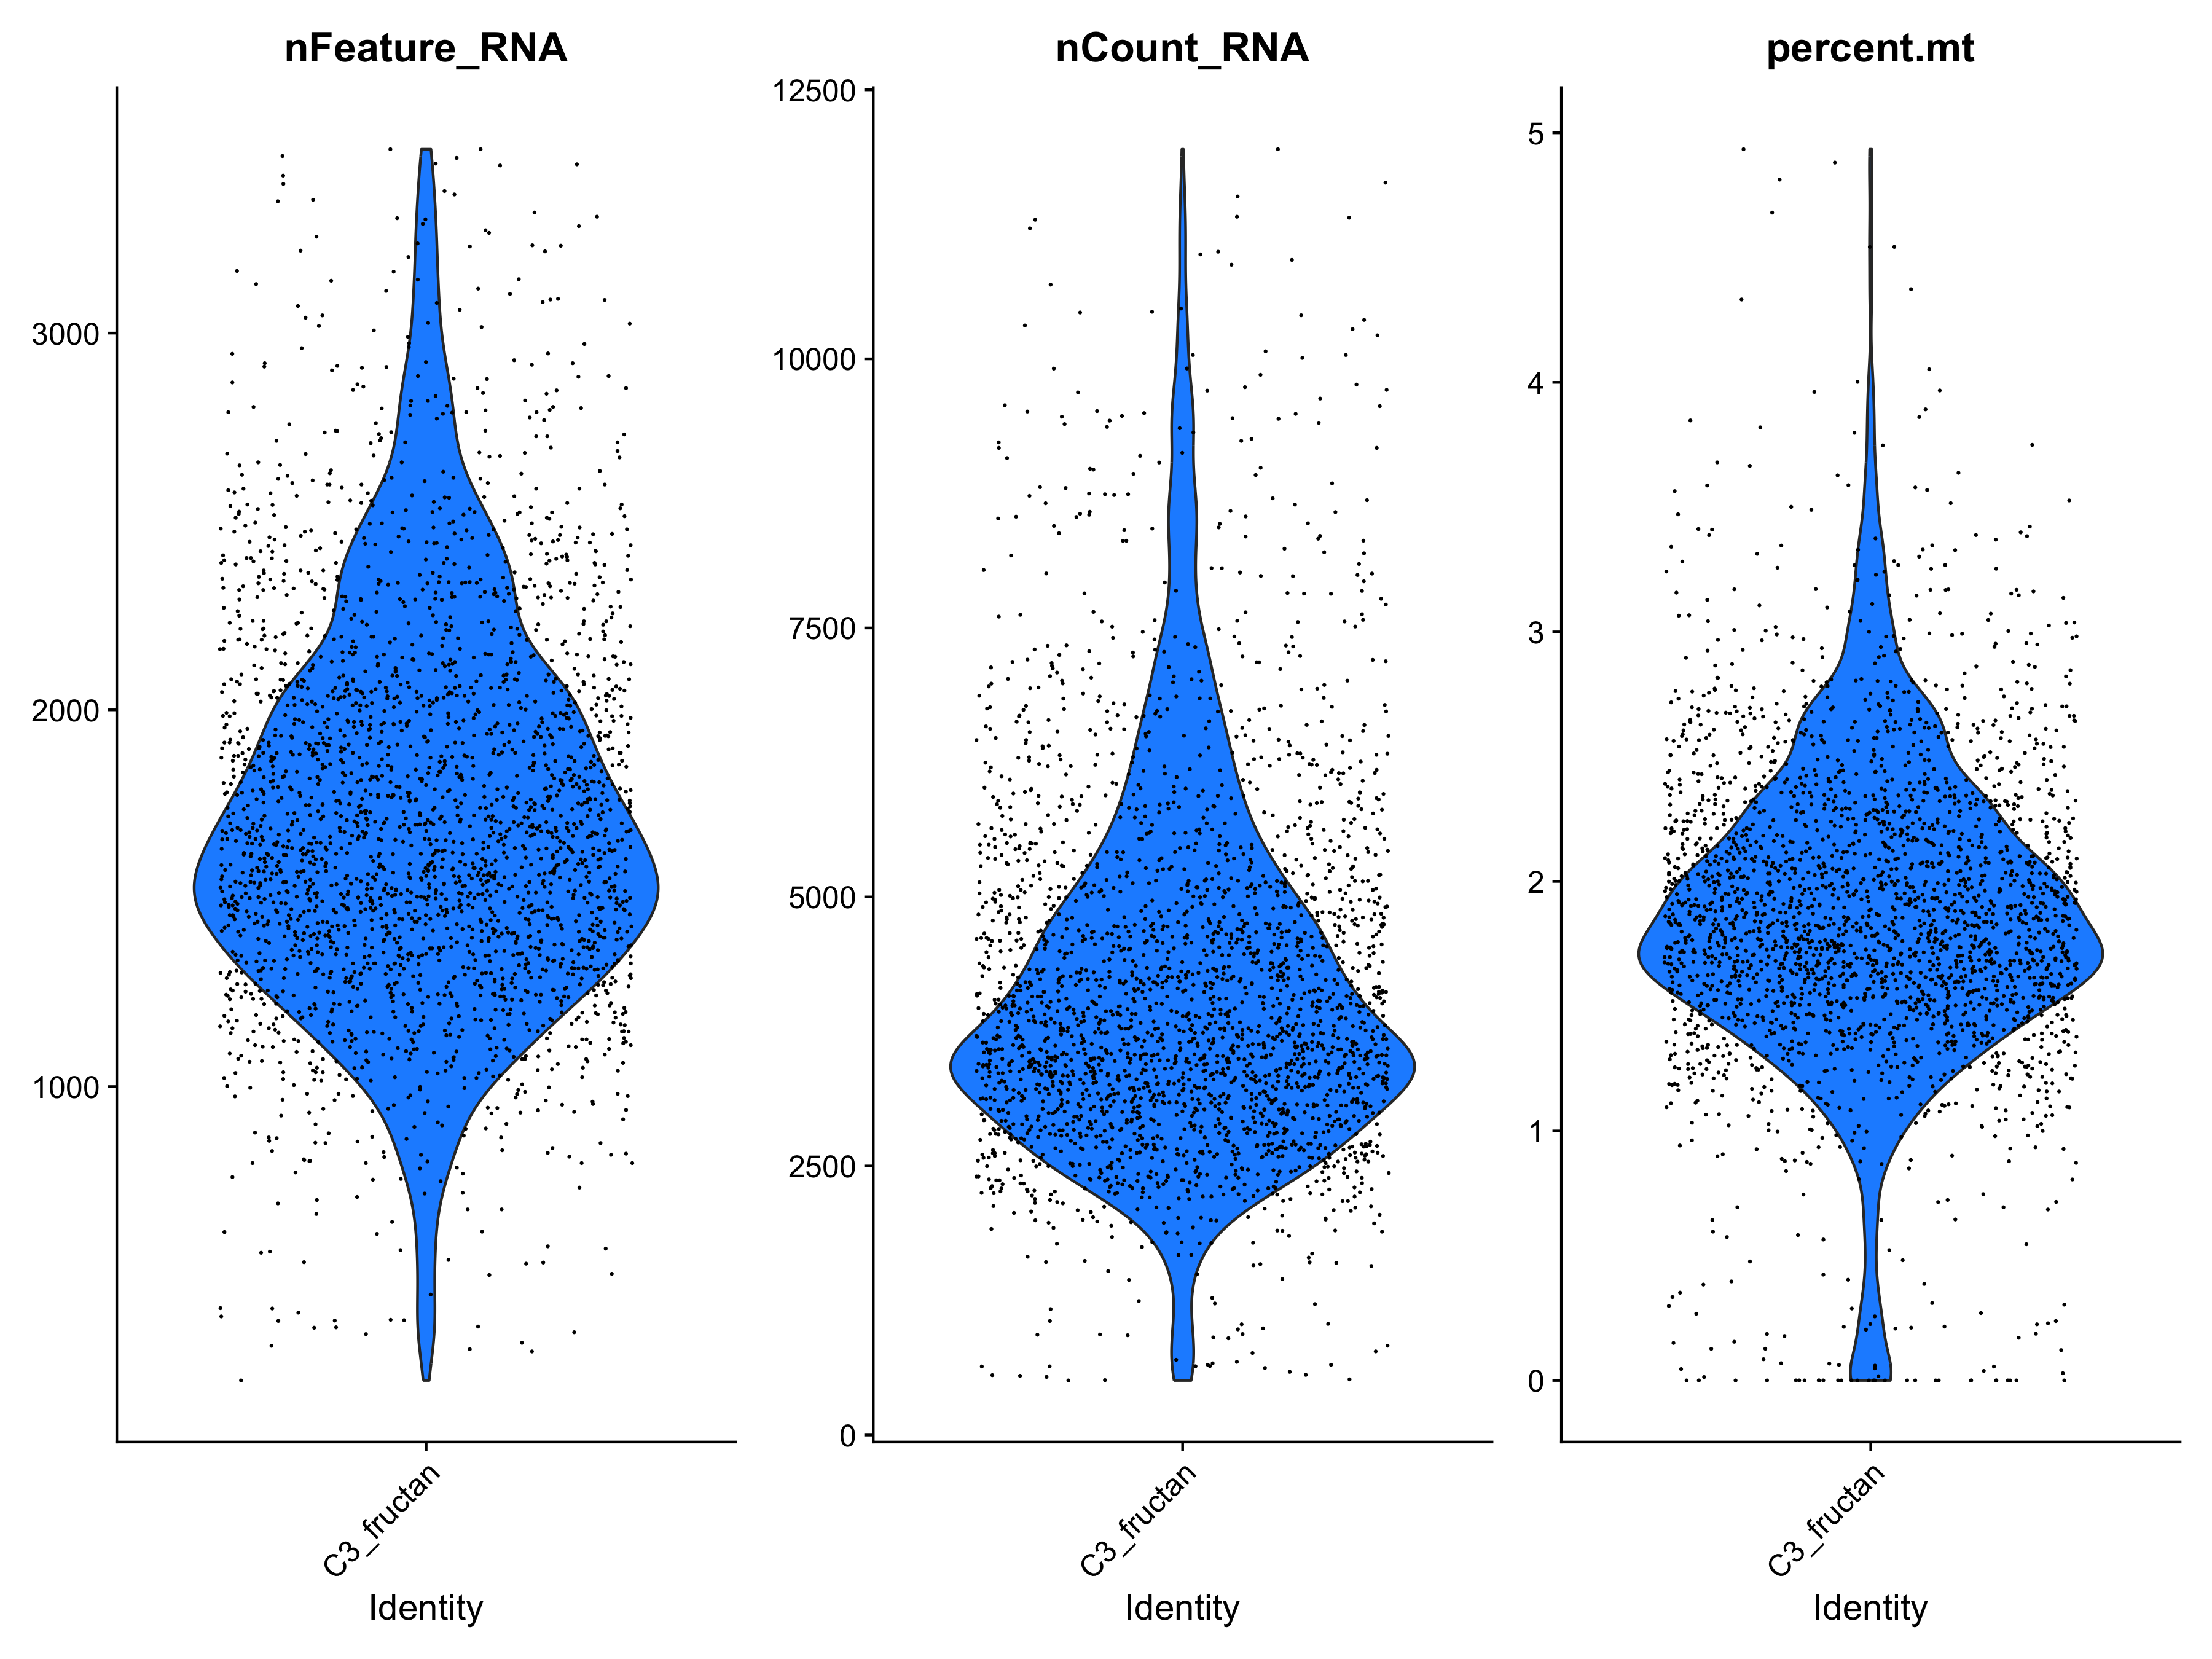 nFeature_RNA
3000
2000
1000
C3_fructan
Identity
nCount_RNA
12500
10000
7500
5000
2500
0
C3_fructan
Identity
percent.mt
5
4
3
2
1
0
C3_fructan
Identity